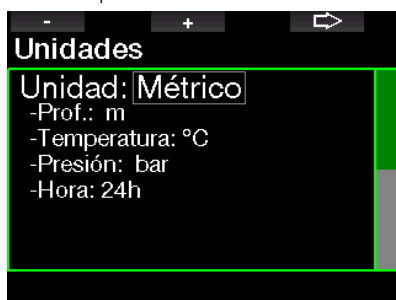 - +
Unidades
Unidad: Métrico
-Prof.: m
-Temperatura: °C
-Presión: bar
-Hora: 24h